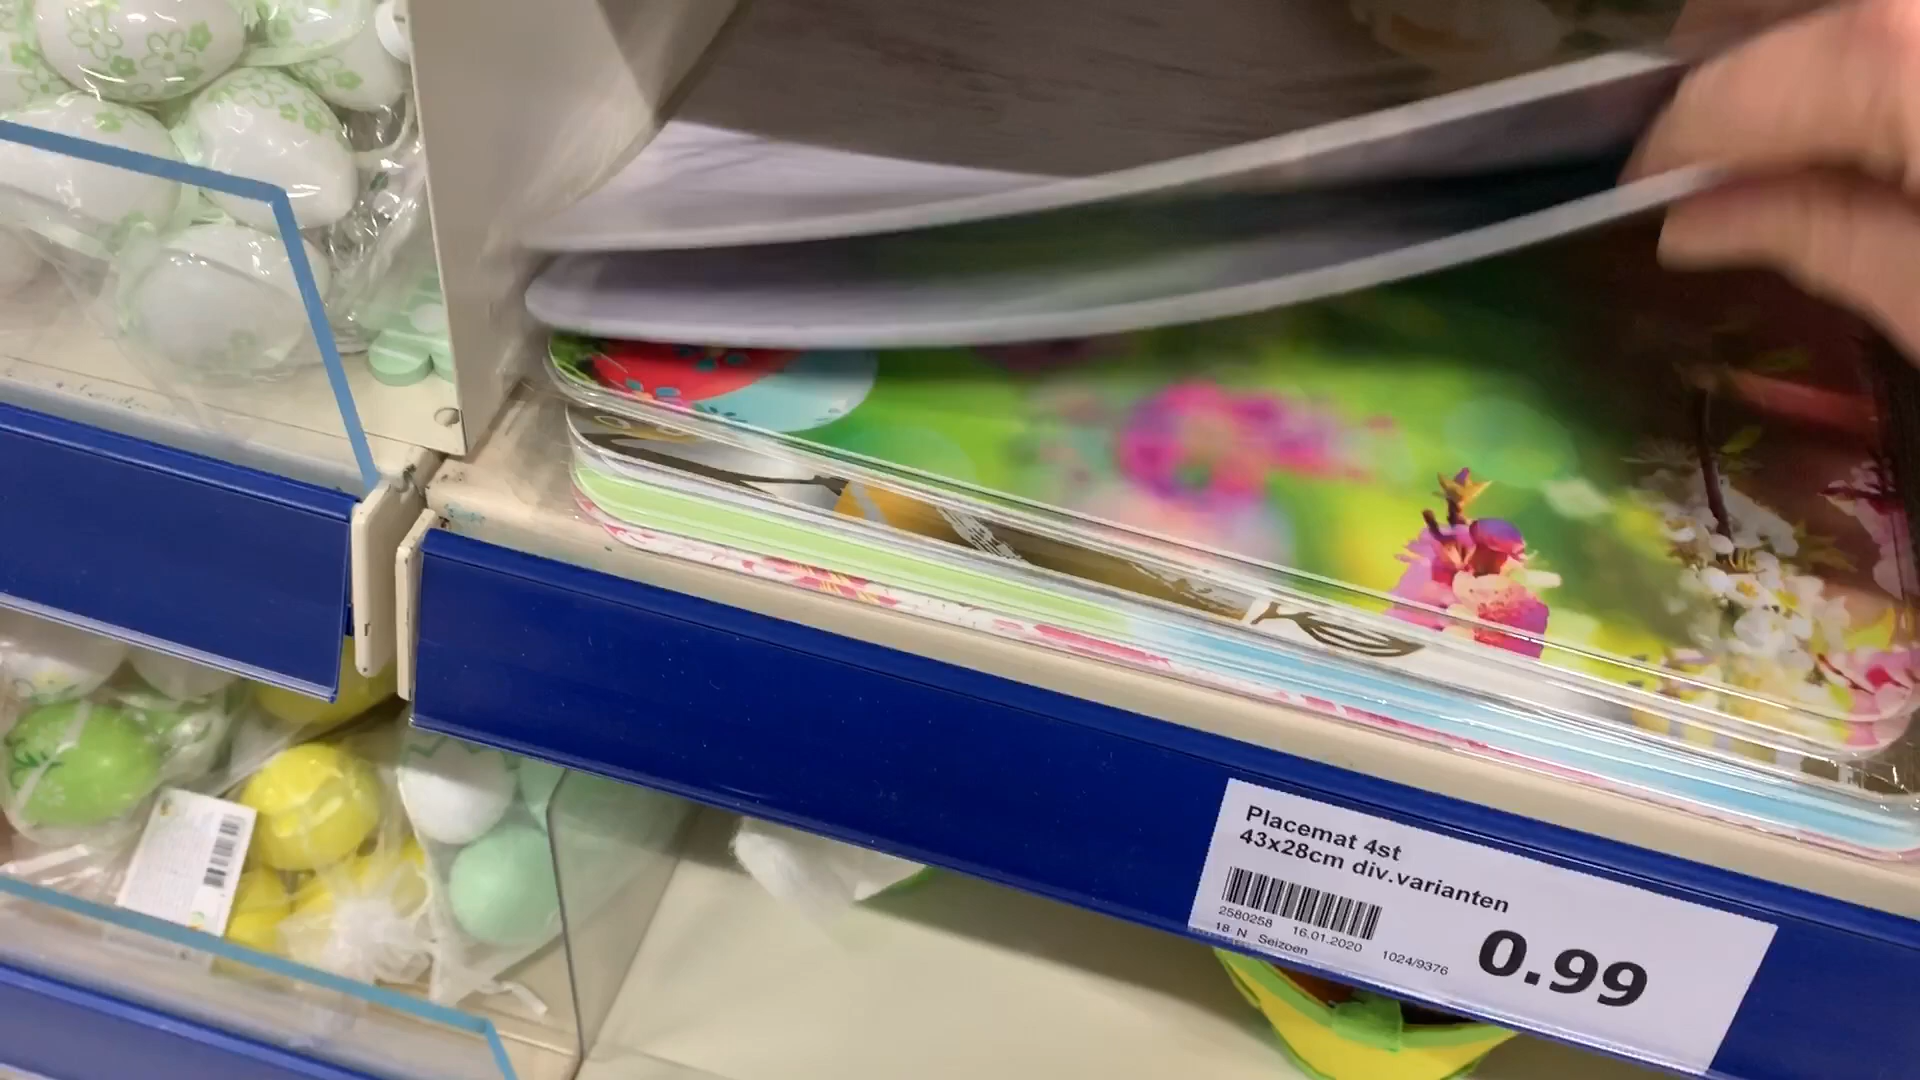 Placemat 4st
43x28cm div.varianten
2580258 16.01.2020
18 N Seizoen 1024/9376
0.99